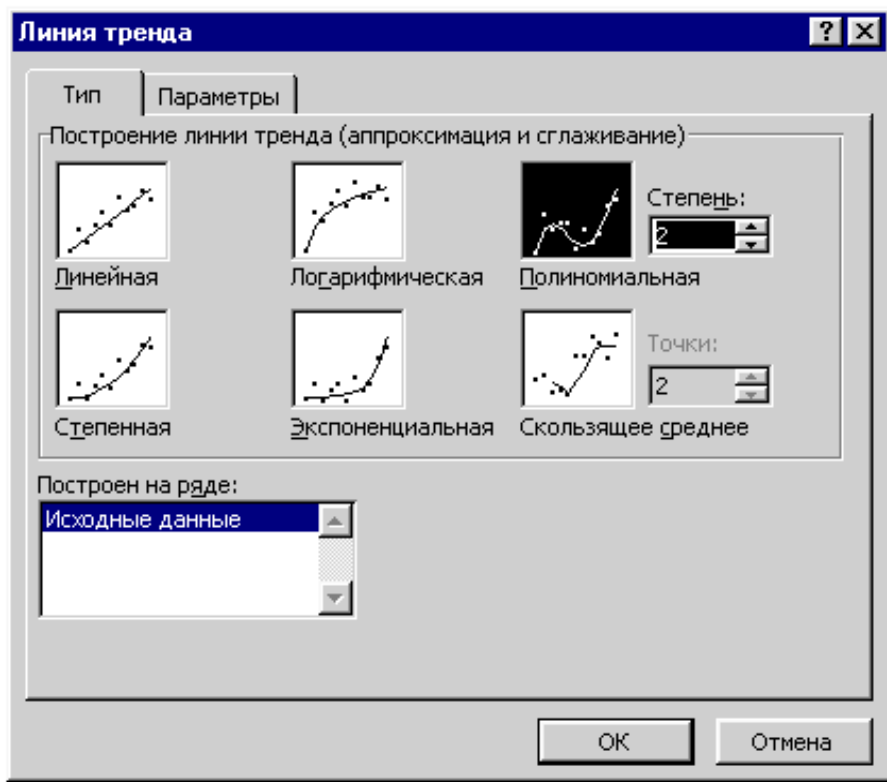 Линия тренда
Тип Параметры
Построение линии тренда (аппроксимация и сглаживание)
Степень:
2
Линейная Логарифмическая Полиномиальная
Точки:
2
Степенная Экспоненциальная Скользящее среднее
Построен на ряде:
Исходные данные
ОК Отмена